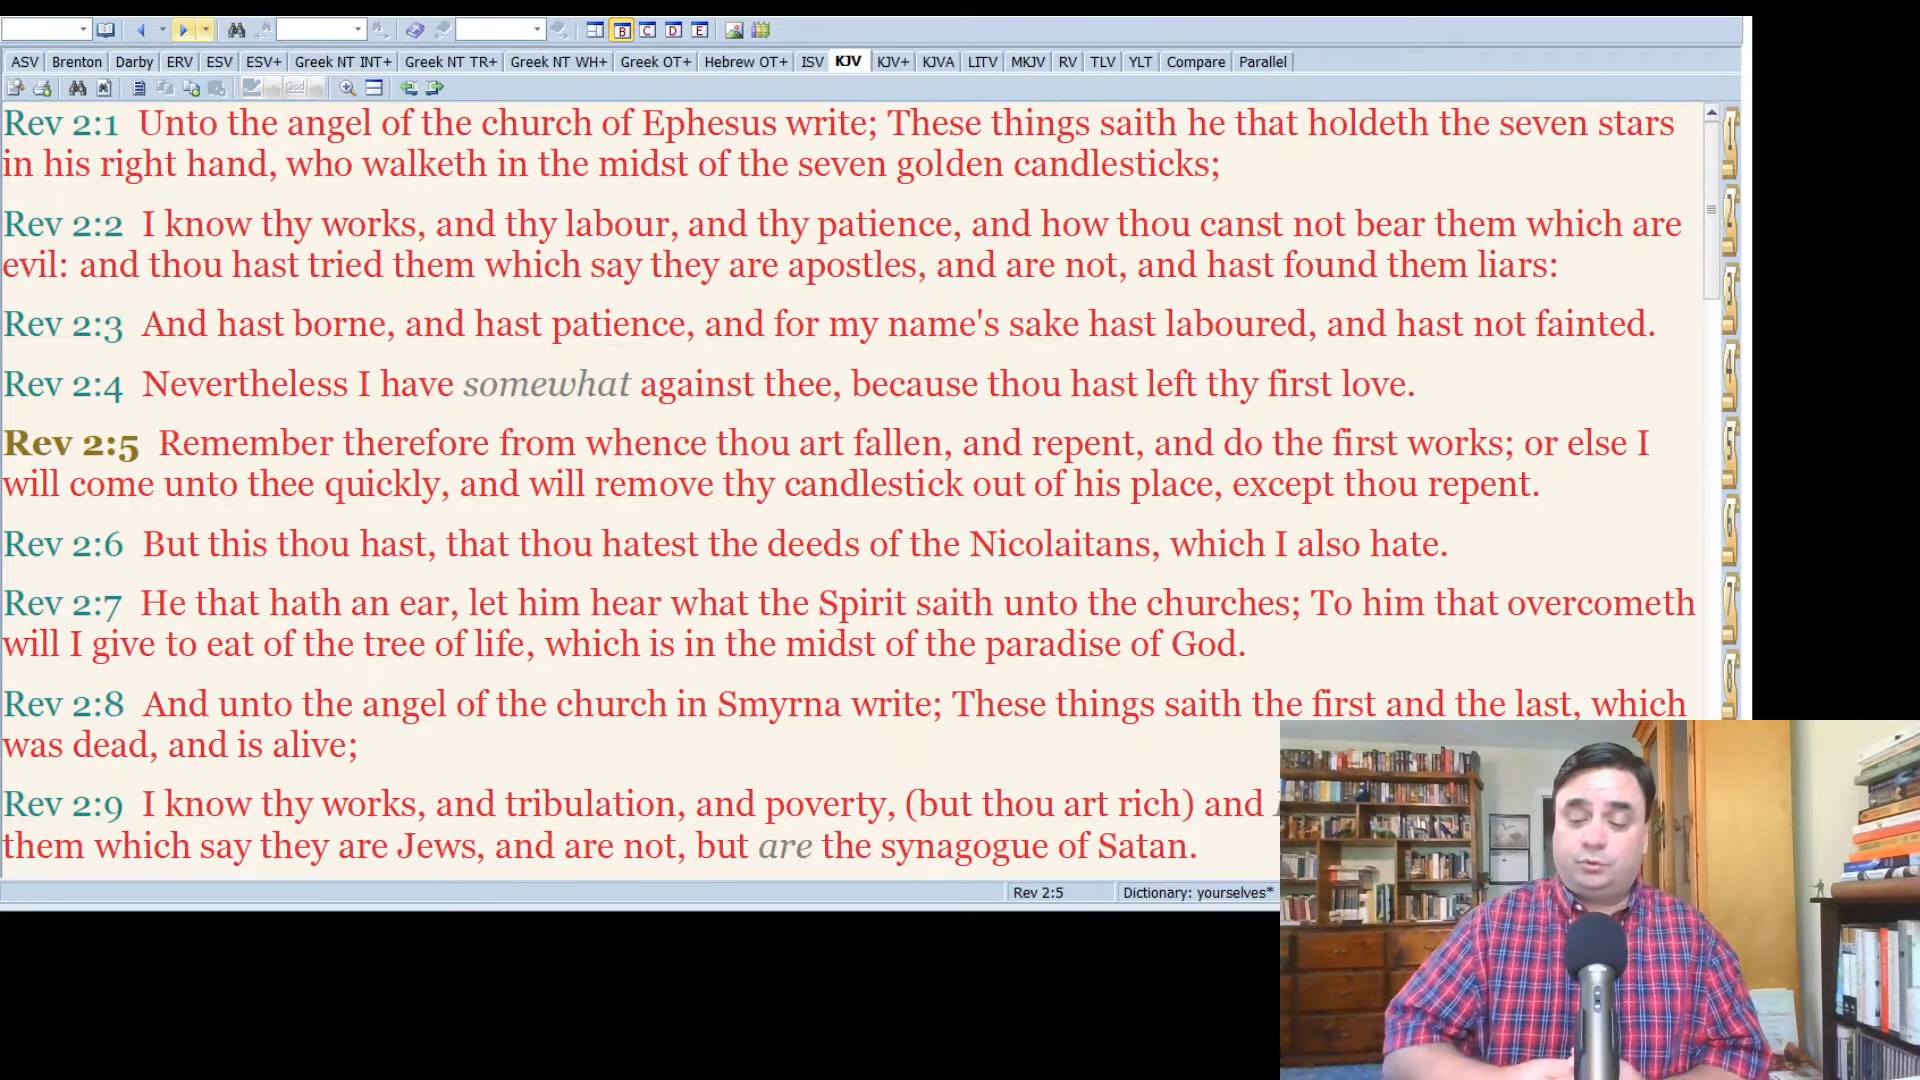 B C D E
ASV Brenton Darby ERV ESV ESV+ Greek NT INT+ Greek NT TR+ Greek NT WH+ Greek OT+ Hebrew OT+ ISV KJV KJV+ KJVA LITV MKJV RV TLV YLT Compare Parallel
God
Rev 2:1 Unto the angel of the church of Ephesus write; These things saith he that holdeth the seven stars
in his right hand, who walketh in the midst of the seven golden candlesticks;
Rev 2:2 I know thy works, and thy labour, and thy patience, and how thou canst not bear them which are
evil: and thou hast tried them which say they are apostles, and are not, and hast found them liars:
Rev 2:3 And hast borne, and hast patience, and for my name's sake hast laboured, and hast not fainted.
Rev 2:4 Nevertheless I have somewhat against thee, because thou hast left thy first love.
Rev 2:5 Remember therefore from whence thou art fallen, and repent, and do the first works; or else I
will come unto thee quickly, and will remove thy candlestick out of his place, except thou repent.
Rev 2:6 But this thou hast, that thou hatest the deeds of the Nicolaitans, which I also hate.
Rev 2:7 He that hath an ear, let him hear what the Spirit saith unto the churches; To him that overcometh
will I give to eat of the tree of life, which is in the midst of the paradise of God.
Rev 2:8 And unto the angel of the church in Smyrna write; These things saith the first and the last, which
was dead, and is alive;
Rev 2:9 I know thy works, and tribulation, and poverty, (but thou art rich) and
them which say they are Jews, and are not, but are the synagogue of Satan.
Rev 2:5 Dictionary: yourselves*
1
2
3
4
5
6
7
8